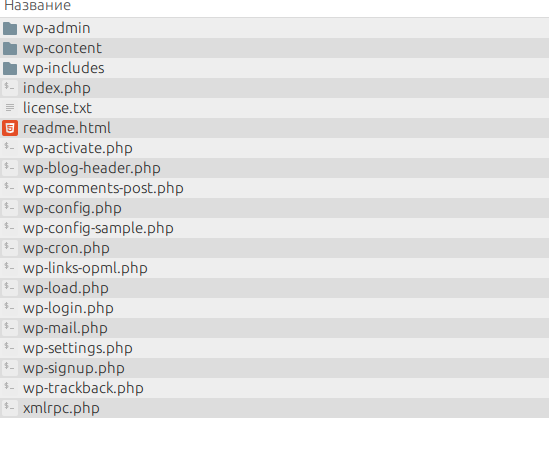 Название
wp-admin
wp-content
wp-includes
index.php
license.txt
readme.html
wp-activate.php
wp-blog-header.php
wp-comments-post.php
wp-config.php
wp-config-sample.php
wp-cron.php
wp-links-opml.php
wp-load.php
wp-login.php
wp-mail.php
wp-settings.php
wp-signup.php
wp-trackback.php
xmlrpc.php